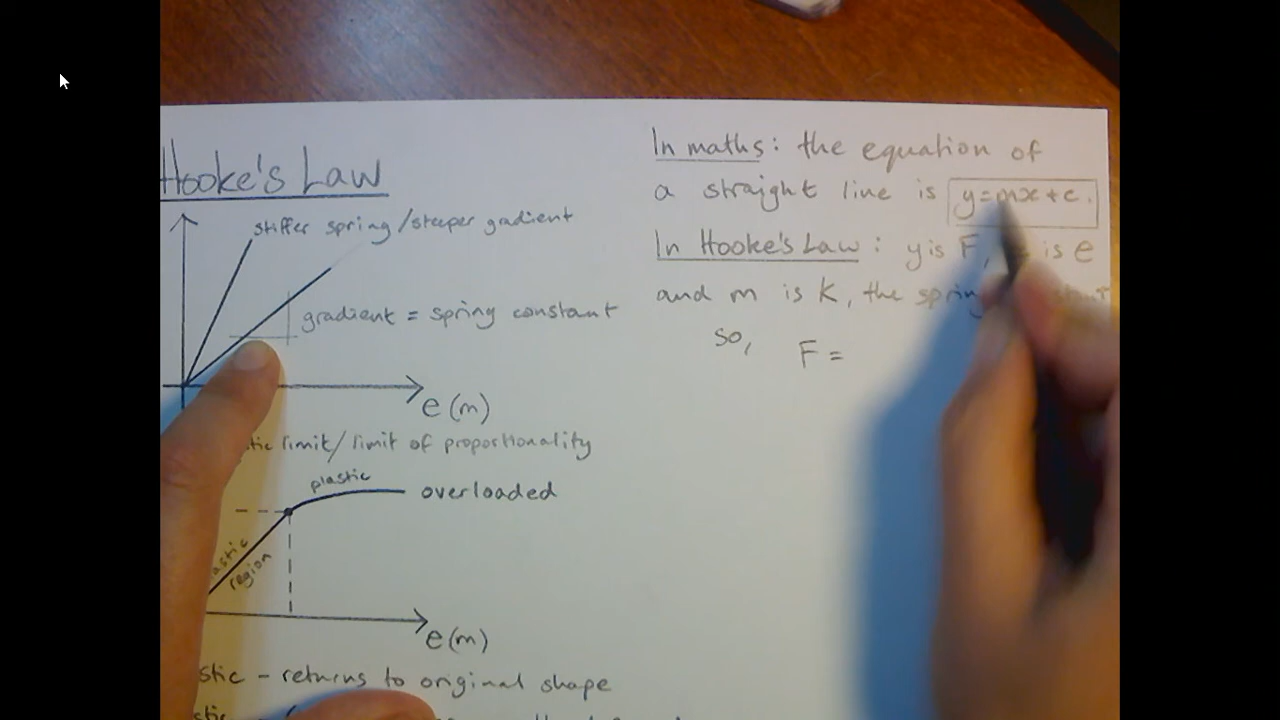 Hooke's Law
stiffer spring/steeper gradient
gradient = spring constant
e (m)
limit/limit of proportionality
plastic
overloaded
region
e (m)
- returns to original shape
In maths: the equation of
a straight line is y=mx+c.
In Hooke's Law: y is F, is e
and m is K, the spring
so, F =